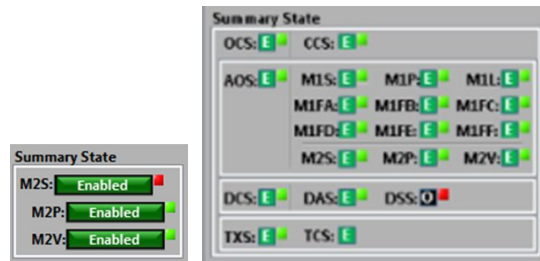 Summary State
M2S: Enabled
M2P: Enabled
M2V: Enabled
Summary State
OCS: E CCS: E
AOS: E M1S: E M1P: E M1L: E
M1FA: E M1FB: E M1FC: E
M1FD: E M1FE: E M1FF: E
M2S: E M2P: E M2V: E
DCS: E DAS: E DSS: O
TXS: E TCS: E